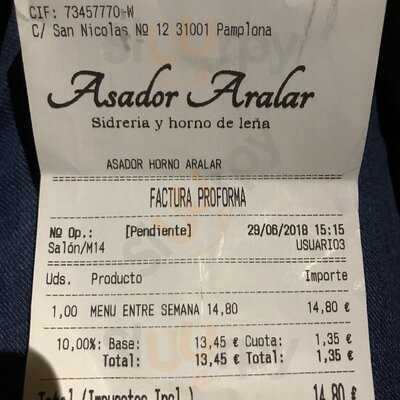 CIF: 73457770-W
C/ San Nicolas Nº 12 31001 Pamplona
Asador Aralar
Sidreria y horno de leña
ASADOR HORNO ARALAR
FACTURA PROFORMA
Nº Op.: [Pendiente] 29/06/2018 15:15
Salón/M14 USUARIO3
Uds. Producto Importe
1,00 MENU ENTRE SEMANA 14,80 14,80 €
10,00%: Base: 13,45 € Cuota: 1,35 €
Total: 13,45 € Total: 1,35 €
Total (Impuestos Incl.) 14,80 €